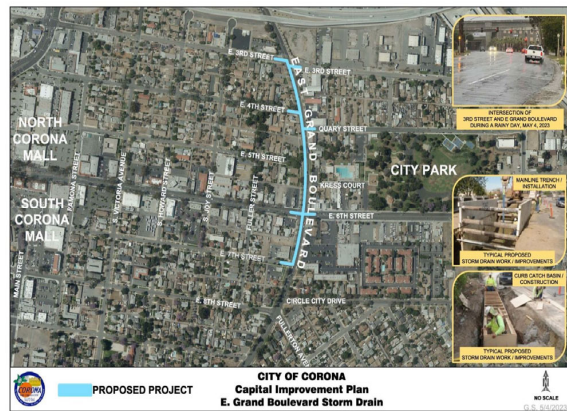 E. 3RD STREET
E. 3RD STREET
EAST GRAND BOULEVARD
E. 4TH STREET
QUARY STREET
NORTH
CORONA
MALL
E. 5TH STREET
CITY PARK
KRESS COURT
RAMONA STREET
S. VICTORIA AVENUE
S. HOWARD STREET
S. JOY STREET
FULLER STREET
SOUTH
CORONA
MALL
E. 6TH STREET
E. 7TH STREET
MAIN STREET
E. 8TH STREET
CIRCLE CITY DRIVE
INTERSECTION OF
3RD STREET AND E GRAND BOULEVARD
DURING A RAINY DAY, MAY 4, 2023
MAINLINE TRENCH /
INSTALLATION
TYPICAL PROPOSED
STORM DRAIN WORK / IMPROVEMENTS
CURB CATCH BASIN /
CONSTRUCTION
TYPICAL PROPOSED
STORM DRAIN WORK / IMPROVEMENTS
CORONA
PROPOSED PROJECT
CITY OF CORONA
Capital Improvement Plan
E. Grand Boulevard Storm Drain
NO SCALE
G.S. 5/4/2023